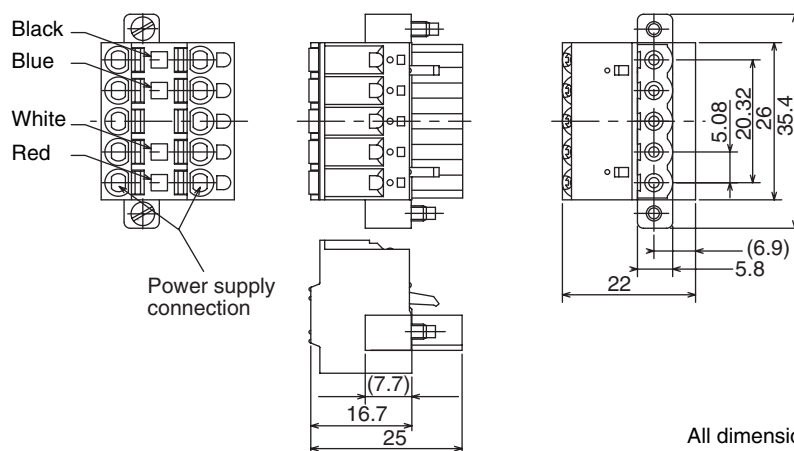 Black
Blue
White
Red
Power supply
connection
(7.7)
16.7
25
5.08
20.32
26
35.4
(6.9)
5.8
22
All dimensio